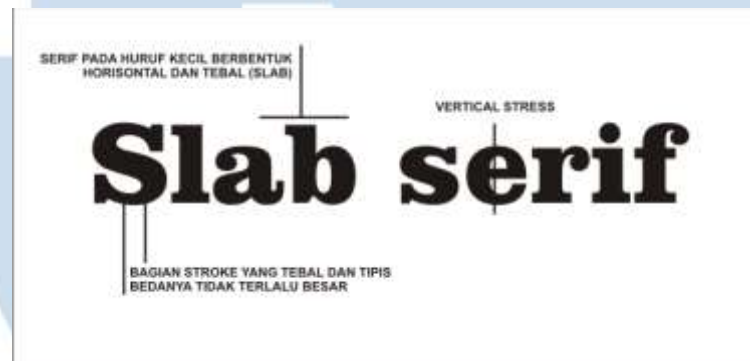 SERIF PADA HURUF KECIL BERBENTUK
HORISONTAL DAN TEBAL (SLAB)
VERTICAL STRESS
Slab serif
BAGIAN STROKE YANG TEBAL DAN TIPIS
BEDANYA TIDAK TERLALU BESAR